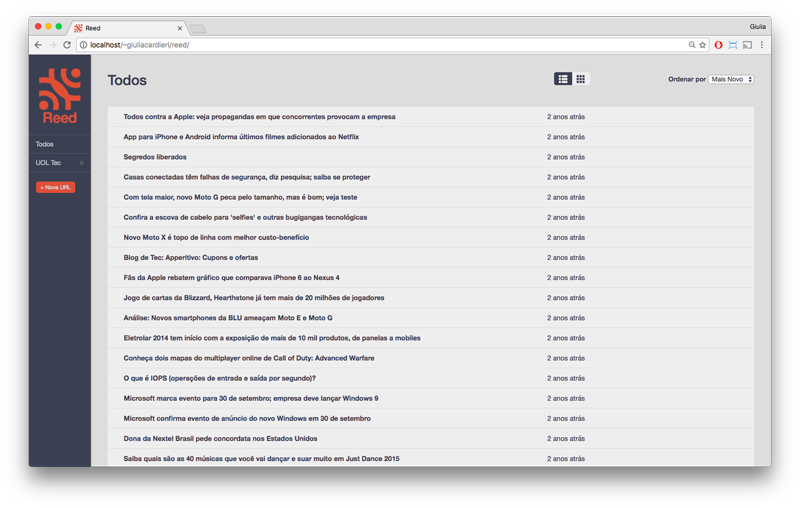 Reed
Giulia
localhost/~giuliacardieri/reed/
Reed
Todos
UOL Tec
+ Nova URL
Todos
Ordenar por Mais Novo
Todos contra a Apple: veja propagandas em que concorrentes provocam a empresa 2 anos atrás
App para iPhone e Android informa últimos filmes adicionados ao Netflix 2 anos atrás
Segredos liberados 2 anos atrás
Casas conectadas têm falhas de segurança, diz pesquisa; saiba se proteger 2 anos atrás
Com tela maior, novo Moto G peca pelo tamanho, mas é bom; veja teste 2 anos atrás
Confira a escova de cabelo para 'selfies' e outras bugigangas tecnológicas 2 anos atrás
Novo Moto X é topo de linha com melhor custo-benefício 2 anos atrás
Blog de Tec: Apperitivo: Cupons e ofertas 2 anos atrás
Fãs da Apple rebatem gráfico que comparava iPhone 6 ao Nexus 4 2 anos atrás
Jogo de cartas da Blizzard, Hearthstone já tem mais de 20 milhões de jogadores 2 anos atrás
Análise: Novos smartphones da BLU ameaçam Moto E e Moto G 2 anos atrás
Eletrolar 2014 tem início com a exposição de mais de 10 mil produtos, de panelas a mobiles 2 anos atrás
Conheça dois mapas do multiplayer online de Call of Duty: Advanced Warfare 2 anos atrás
O que é IOPS (operações de entrada e saída por segundo)? 2 anos atrás
Microsoft marca evento para 30 de setembro; empresa deve lançar Windows 9 2 anos atrás
Microsoft confirma evento de anúncio do novo Windows em 30 de setembro 2 anos atrás
Dona da Nextel Brasil pede concordata nos Estados Unidos 2 anos atrás
Saiba quais são as 40 músicas que você vai dançar e suar muito em Just Dance 2015 2 anos atrás